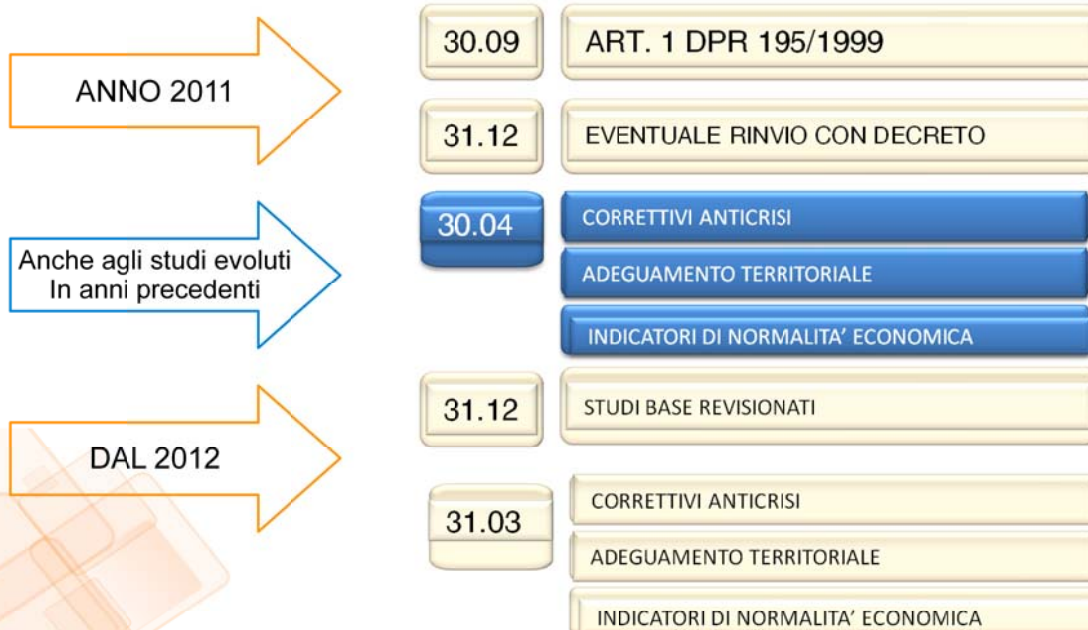 ANNO 2011
30.09
ART. 1 DPR 195/1999
31.12
EVENTUALE RINVIO CON DECRETO
Anche agli studi evoluti
In anni precedenti
30.04
CORRETTIVI ANTICRISI
ADEGUAMENTO TERRITORIALE
INDICATORI DI NORMALITA’ ECONOMICA
DAL 2012
31.12
STUDI BASE REVISIONATI
31.03
CORRETTIVI ANTICRISI
ADEGUAMENTO TERRITORIALE
INDICATORI DI NORMALITA’ ECONOMICA